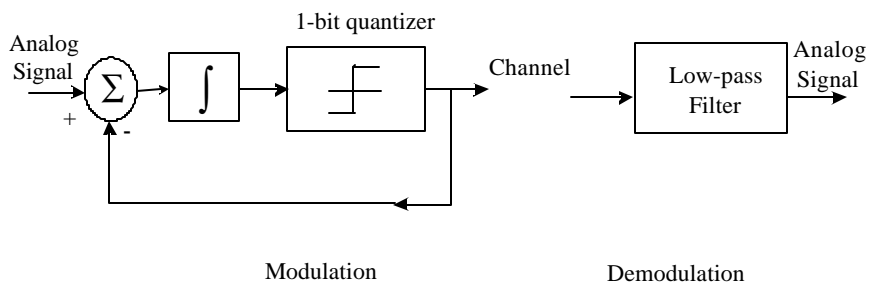 1-bit quantizer
Analog
Signal
+
-
Σ
∫
Channel
Low-pass
Filter
Analog
Signal
Modulation
Demodulation